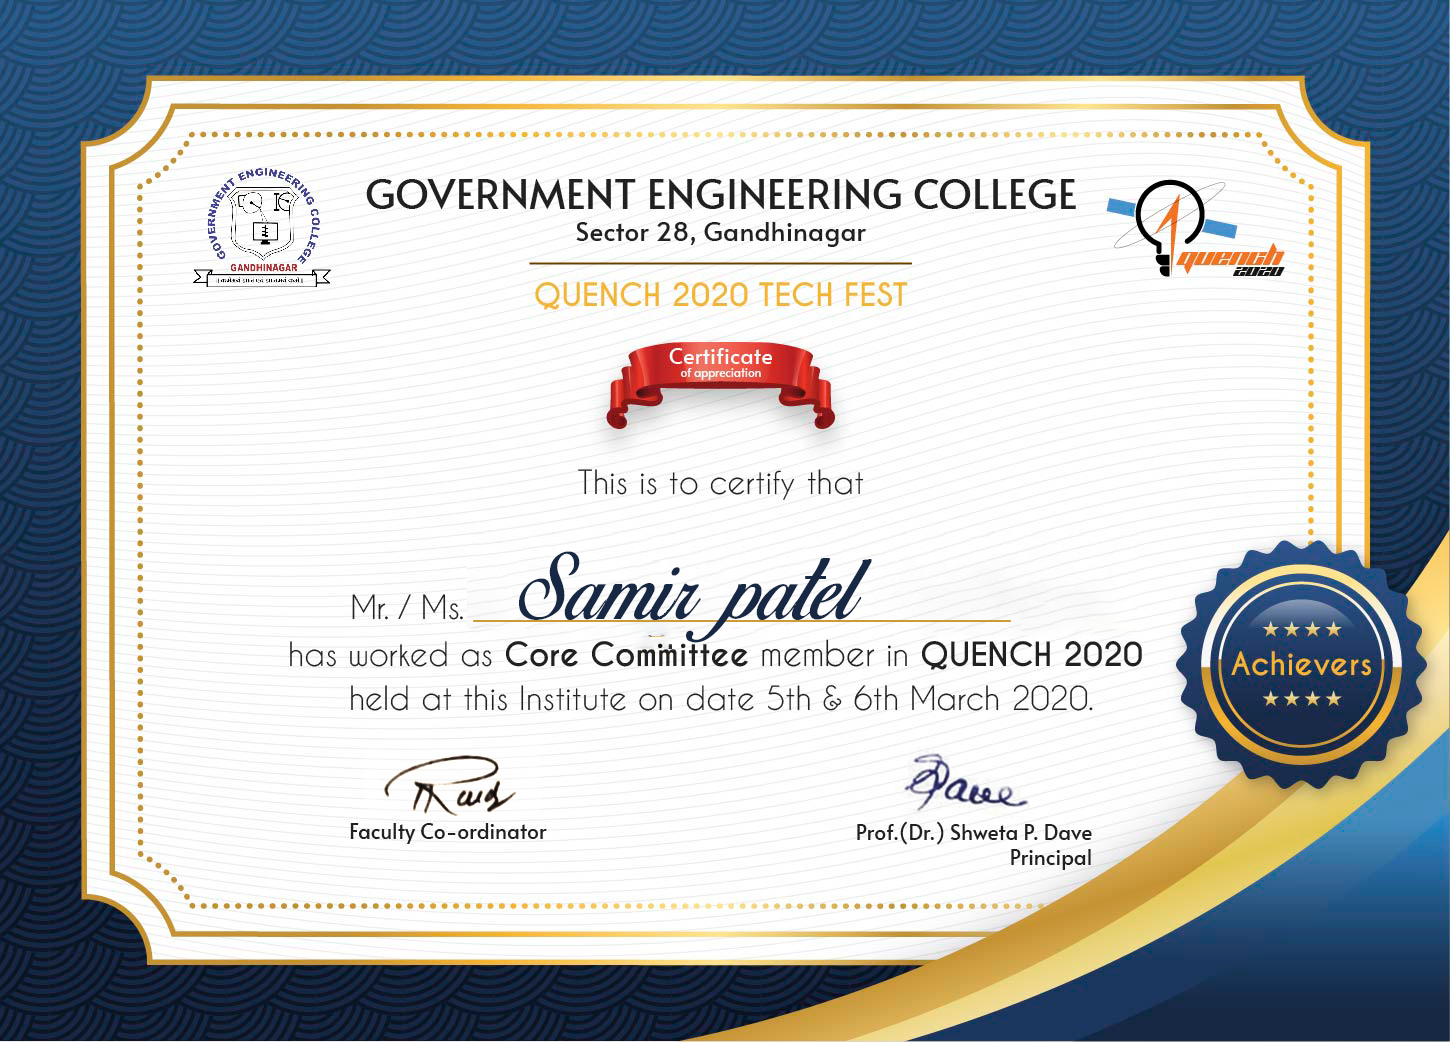 GOVERNMENT ENGINEERING COLLEGE
GANDHINAGAR
GOVERNMENT ENGINEERING COLLEGE
Sector 28, Gandhinagar
quench
2020
QUENCH 2020 TECH FEST
Certificate
of appreciation
This is to certify that
Mr. / Ms. Samir patel
has worked as Core Committee member in QUENCH 2020
held at this Institute on date 5th & 6th March 2020.
Achievers
Faculty Co-ordinator
Dave
Prof.(Dr.) Shweta P. Dave
Principal